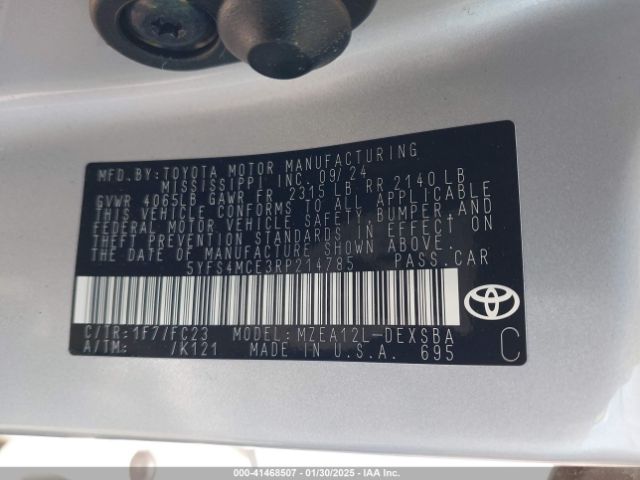 MFD. BY: TOYOTA MOTOR MANUFACTURING
MISSISSIPPI INC. 09/24
GVWR 4065LB GAWR FR 2315 LB RR 2140 LB
THIS VEHICLE CONFORMS TO ALL APPLICABLE
FEDERAL MOTOR VEHICLE SAFETY, BUMPER, AND
THEFT PREVENTION STANDARDS IN EFFECT ON
THE DATE OF MANUFACTURE SHOWN ABOVE.
5YFS4MCE3RP214785 PASS. CAR
C/TR: 1F7/FC23 MODEL: MZEA12L-DEXSBA
A/TM: /K121 MADE IN U.S.A. 695
C
000-41468507 - 01/30/2025 - IAA Inc.